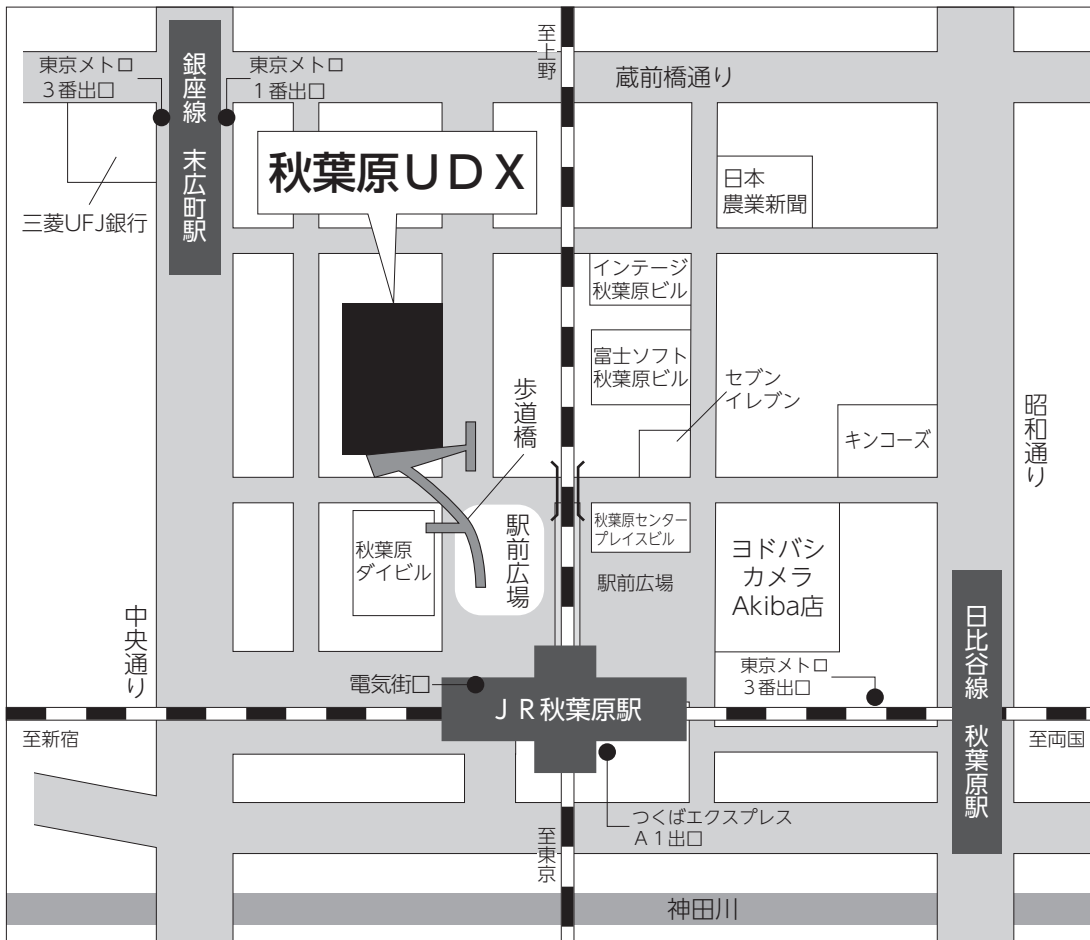 至上野
蔵前橋通り
東京メトロ
３番出口
銀座線　末広町駅
東京メトロ
１番出口
三菱UFJ銀行
秋葉原ＵＤＸ
日本
農業新聞
インテージ
秋葉原ビル
富士ソフト
秋葉原ビル
セブン
イレブン
キンコーズ
昭和通り
歩道橋
駅前広場
秋葉原
ダイビル
秋葉原センター
プレイスビル
駅前広場
ヨドバシ
カメラ
Akiba店
中央通り
電気街口
ＪＲ秋葉原駅
東京メトロ
３番出口
日比谷線　秋葉原駅
至新宿
至両国
つくばエクスプレス
Ａ１出口
至東京
神田川